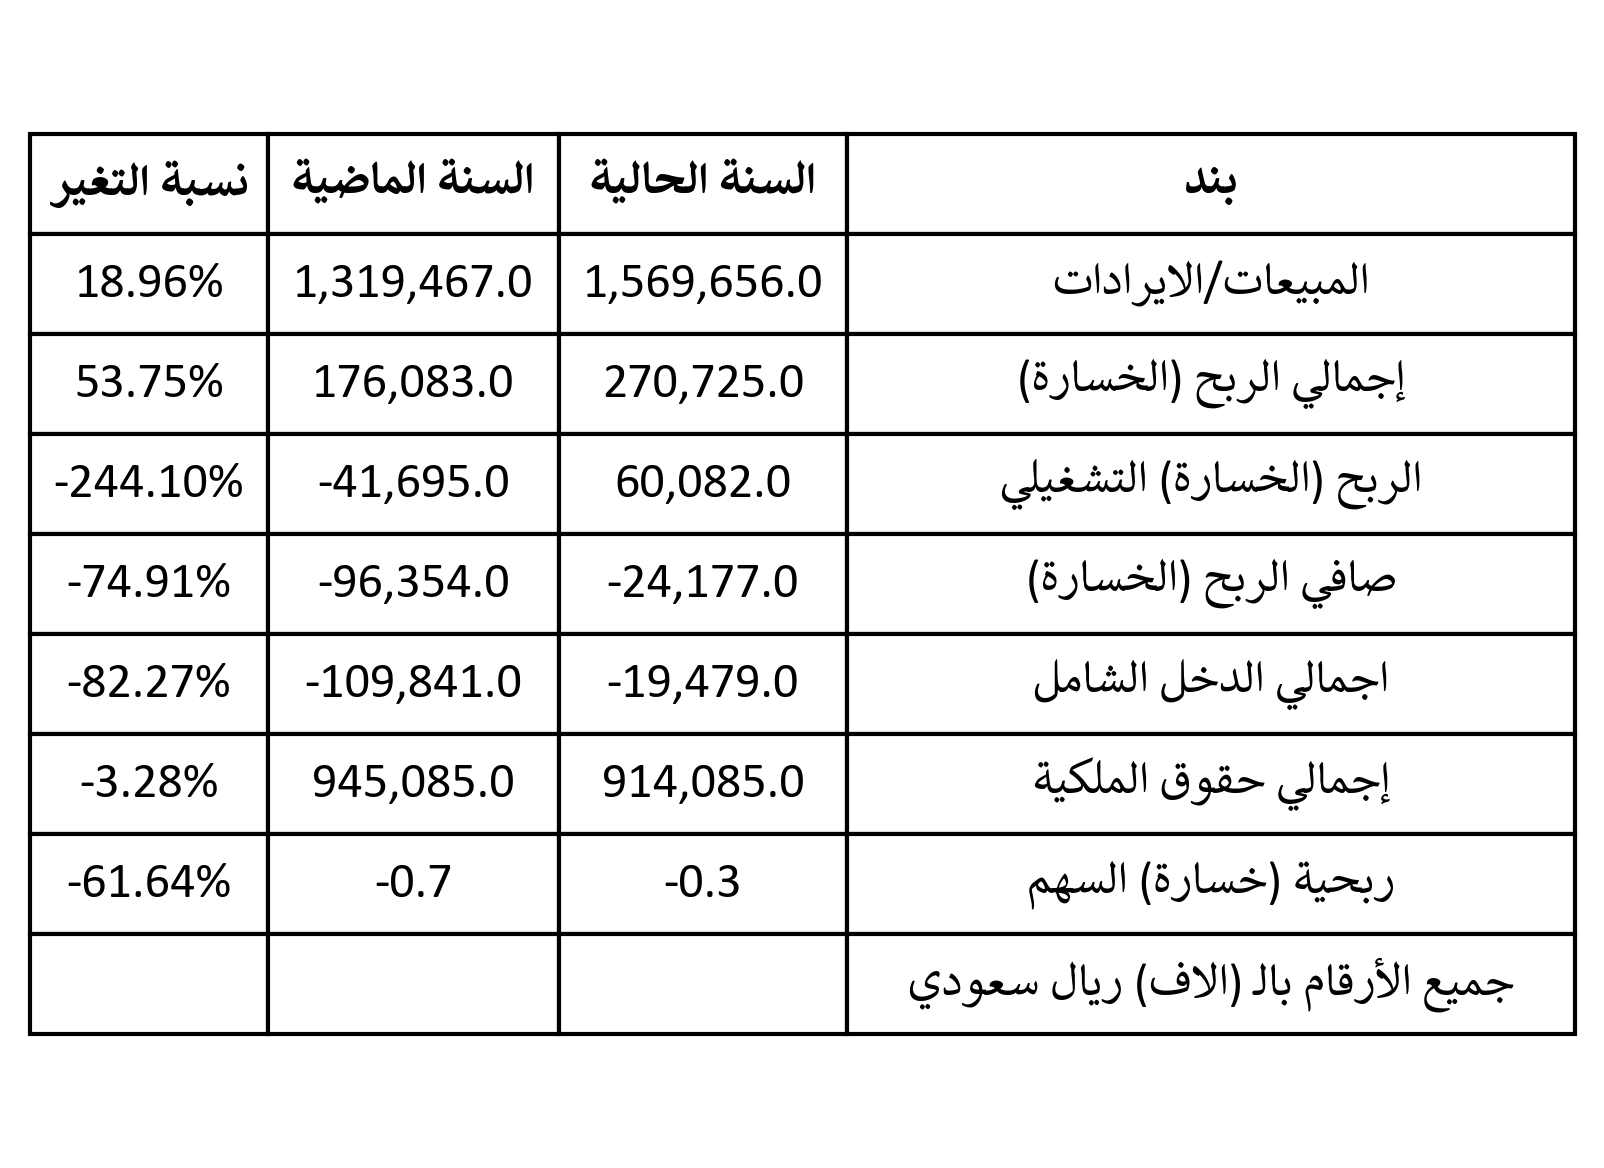 بند السنة الحالية السنة الماضية نسبة التغير
المبيعات/الايرادات 1,569,656.0 1,319,467.0 18.96%
إجمالي الربح (الخسارة) 270,725.0 176,083.0 53.75%
الربح (الخسارة) التشغيلي 60,082.0 -41,695.0 -244.10%
صافي الربح (الخسارة) -24,177.0 -96,354.0 -74.91%
اجمالي الدخل الشامل -19,479.0 -109,841.0 -82.27%
إجمالي حقوق الملكية 914,085.0 945,085.0 -3.28%
ربحية (خسارة) السهم -0.3 -0.7 -61.64%
جميع الأرقام بالـ (الاف) ريال سعودي